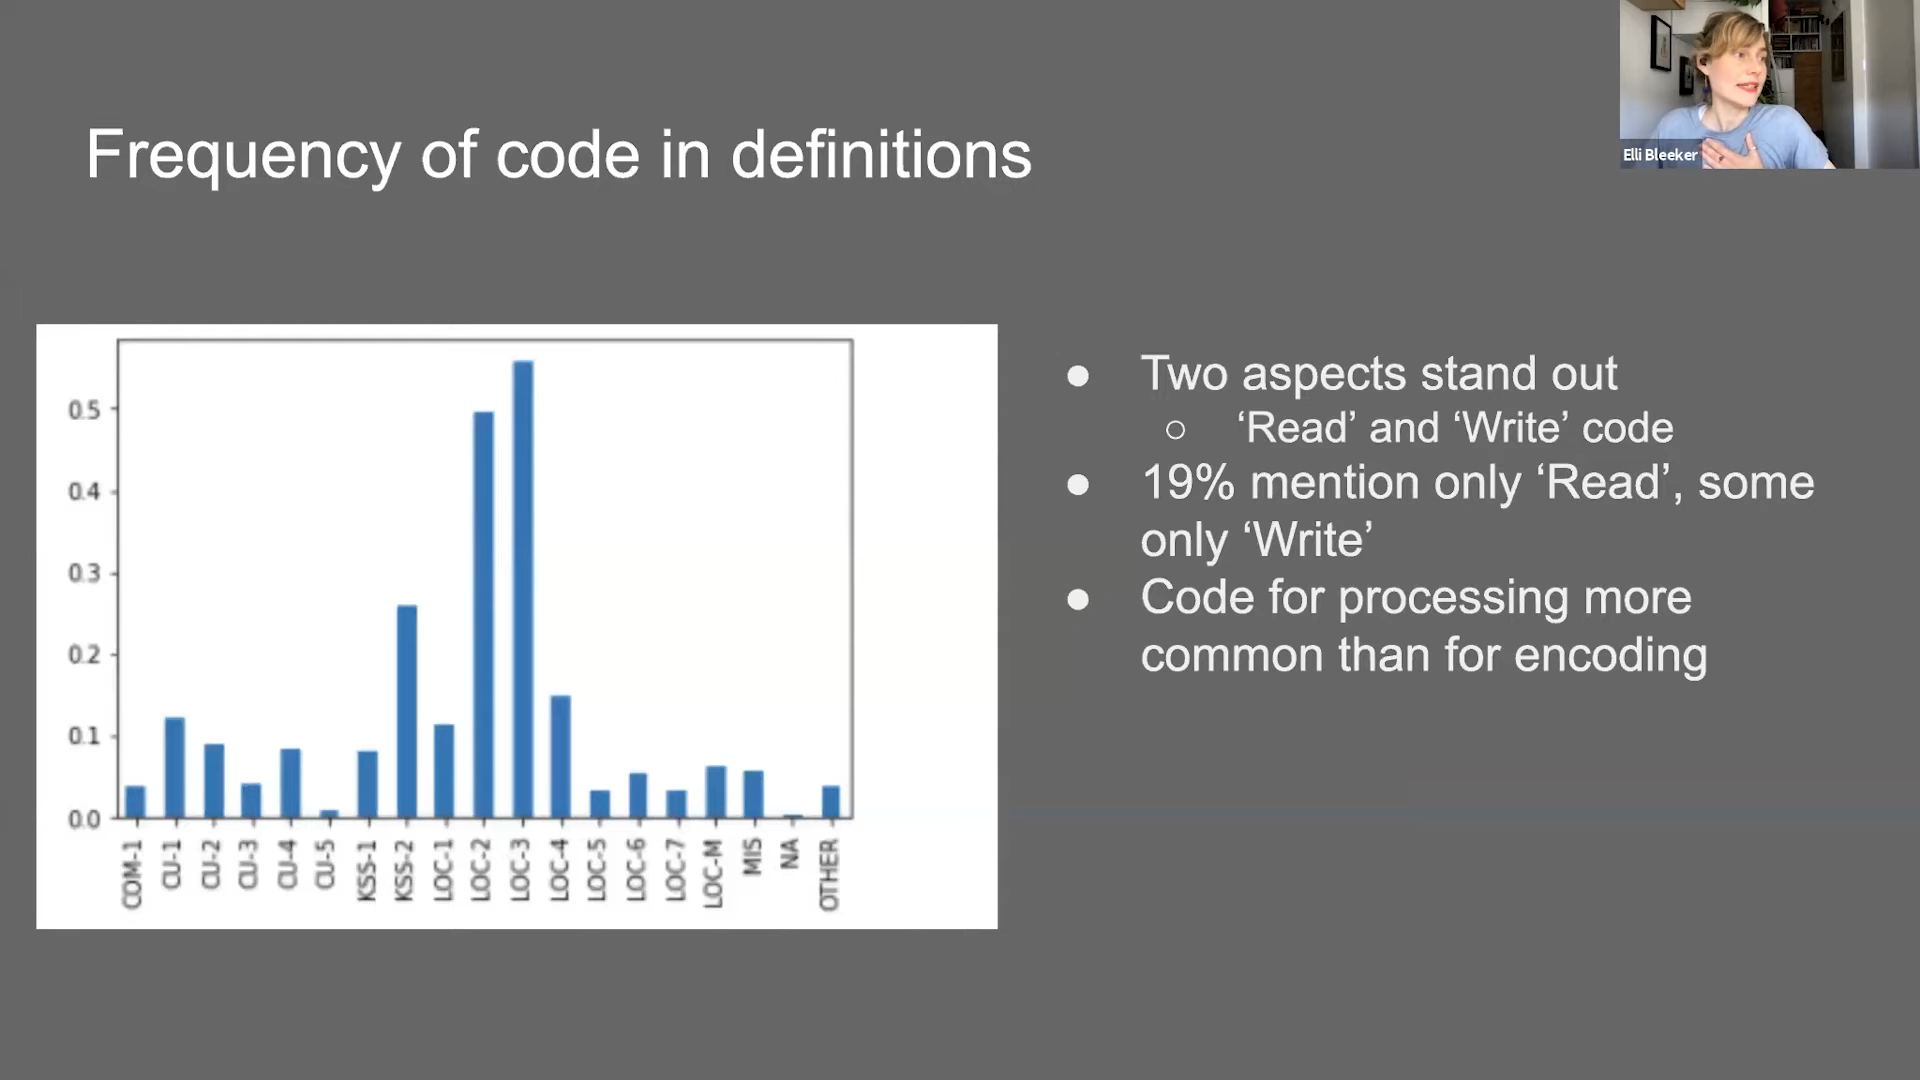 Elli Bleeker
Frequency of code in definitions
0.5
0.4
0.3
0.2
0.1
0.0
COM-1
CU-1
CU-2
CU-3
CU-4
CU-5
KSS-1
KSS-2
LOC-1
LOC-2
LOC-3
LOC-4
LOC-5
LOC-6
LOC-7
LOC-M
MIS
NA
OTHER
● Two aspects stand out
○ ‘Read’ and ‘Write’ code
● 19% mention only ‘Read’, some
only ‘Write’
● Code for processing more
common than for encoding